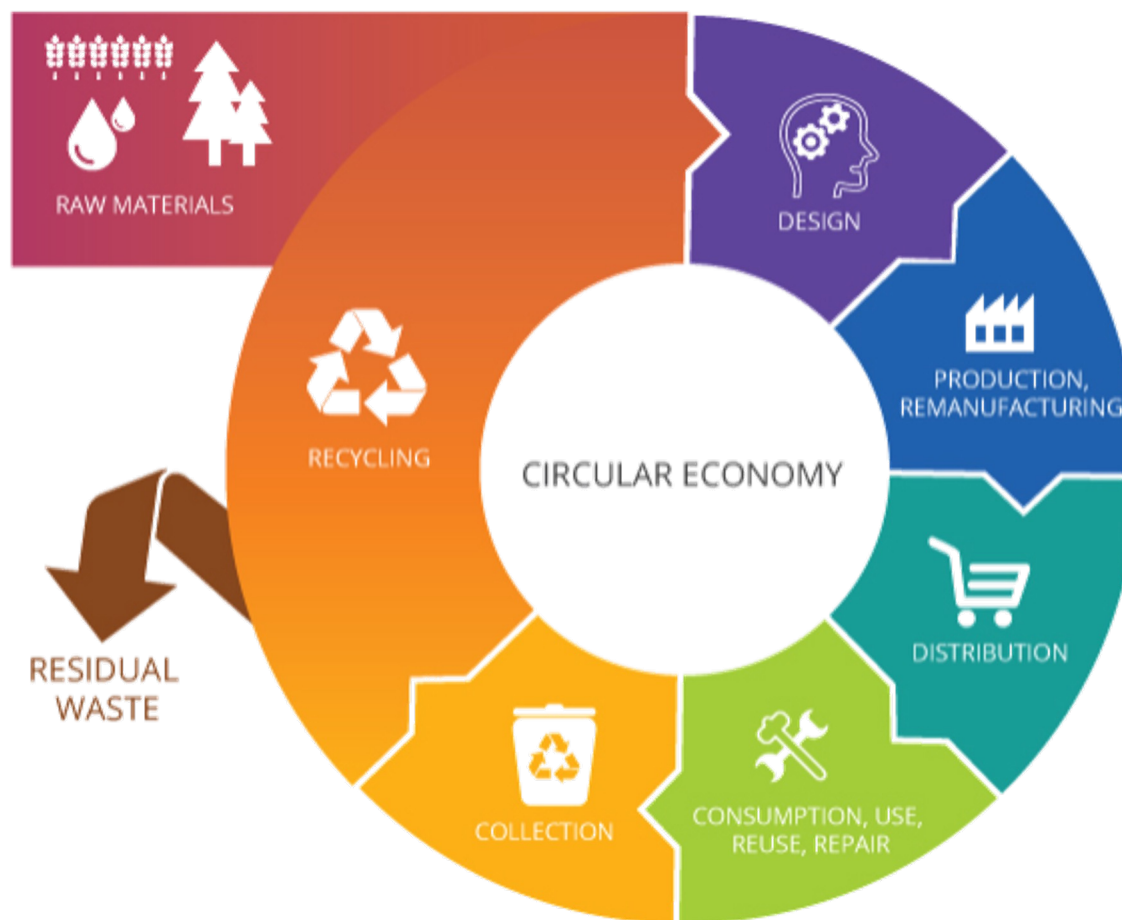 RAW MATERIALS
DESIGN
PRODUCTION,
REMANUFACTURING
RECYCLING
CIRCULAR ECONOMY
DISTRIBUTION
RESIDUAL
WASTE
CONSUMPTION, USE,
REUSE, REPAIR
COLLECTION